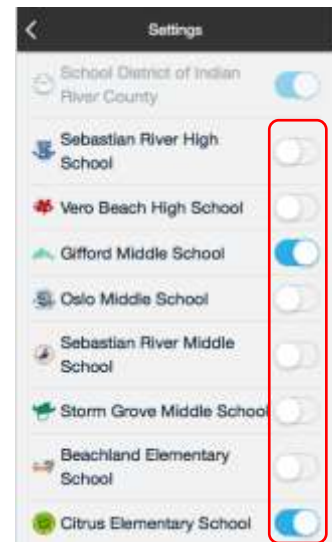 Settings
School District of Indian
River County
Sebastian River High
School
Vero Beach High School
Gifford Middle School
Oslo Middle School
Sebastian River Middle
School
Storm Grove Middle School
Beachland Elementary
School
Citrus Elementary School